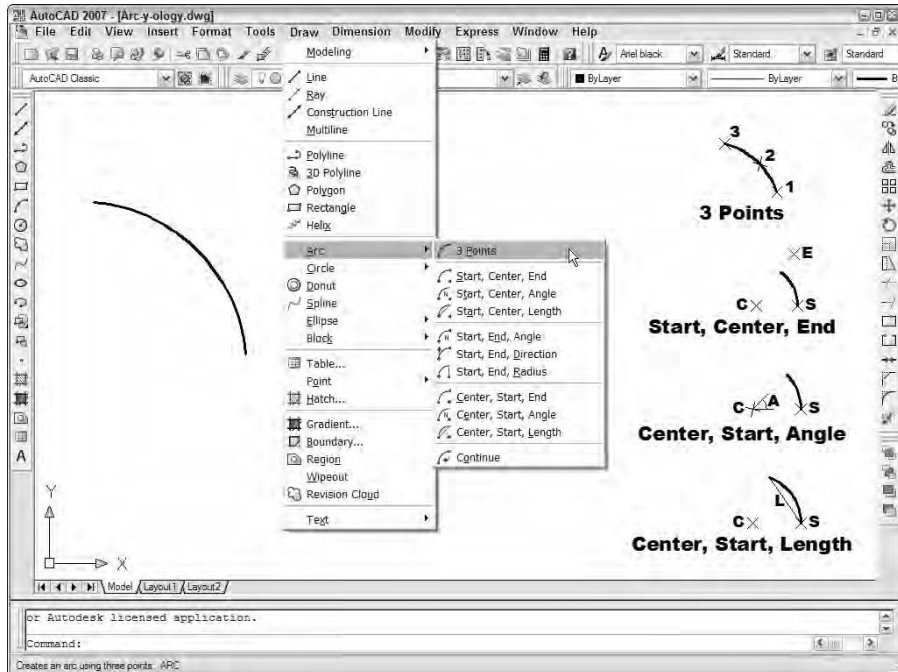 AutoCAD 2007 - [Arc-y-ology.dwg]
File Edit View Insert Format Tools Draw Dimension Modify Express Window Help
Ariel black Standard Standard
AutoCAD Classic ByLayer ByLayer B
Modeling
Line
Ray
Construction Line
Multiline
Polyline
3D Polyline
Polygon
Rectangle
Helix
Arc
Circle
Donut
Spline
Ellipse
Block
Table...
Point
Hatch...
Gradient...
Boundary...
Region
Wipeout
Revision Cloud
Text
3 Points
Start, Center, End
Start, Center, Angle
Start, Center, Length
Start, End, Angle
Start, End, Direction
Start, End, Radius
Center, Start, End
Center, Start, Angle
Center, Start, Length
Continue
3
2
1
3 Points
E
C S
Start, Center, End
C A S
Center, Start, Angle
L
C S
Center, Start, Length
A
Y
X
Model Layout1 Layout2
or Autodesk licensed application.
Command:
Creates an arc using three points: ARC